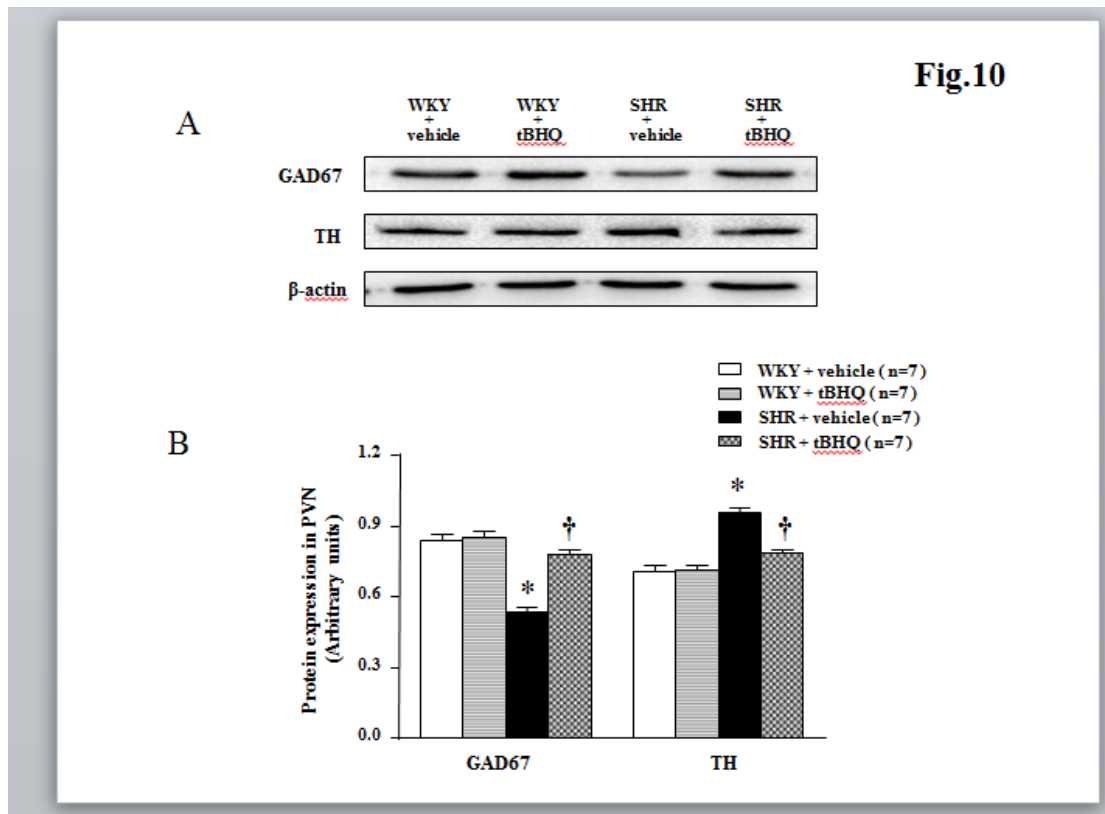 Fig.10
A
WKY + vehicle
WKY + tBHQ
SHR + vehicle
SHR + tBHQ
GAD67
TH
β-actin
WKY + vehicle ( n=7 )
WKY + tBHQ ( n=7 )
SHR + vehicle ( n=7 )
SHR + tBHQ ( n=7 )
B
Protein expression in PVN
(Arbitrary units)
1.2
0.9
0.6
0.3
0.0
*
†
*
†
GAD67
TH